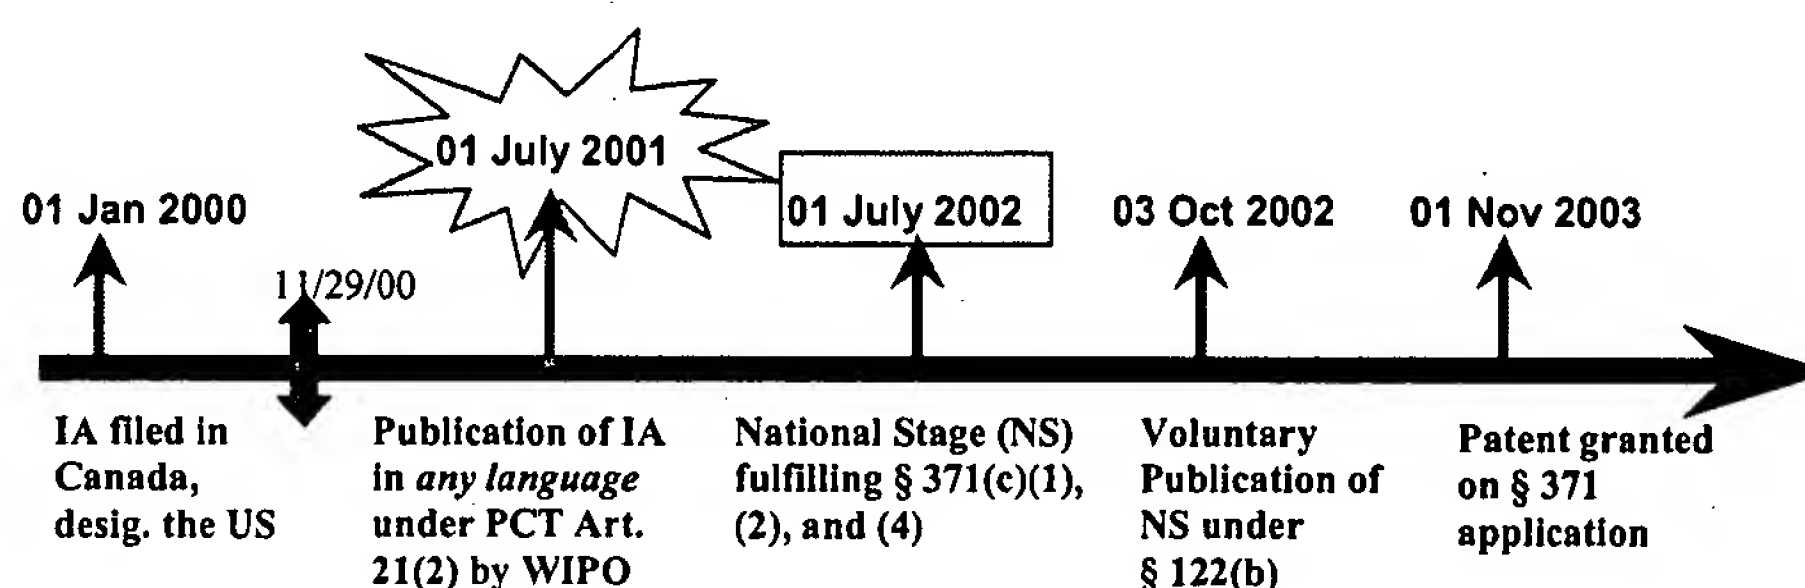 01 July 2001
01 Jan 2000
01 July 2002
03 Oct 2002
01 Nov 2003
11/29/00
IA filed in
Canada,
desig. the US
Publication of IA
in any language
under PCT Art.
21(2) by WIPO
National Stage (NS)
fulfilling § 371(c)(1),
(2), and (4)
Voluntary
Publication of
NS under
§ 122(b)
Patent granted
on § 371
application